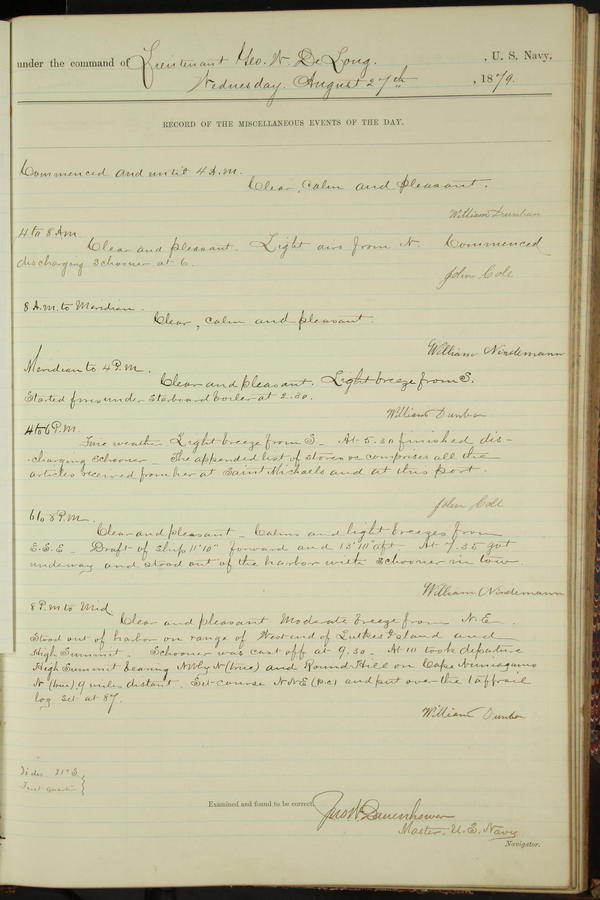 under the command of Lieutenant Geo. W. De Long. , U. S. Navy,
Wednesday. August 27th , 1879.
RECORD OF THE MISCELLANEOUS EVENTS OF THE DAY.
Commenced and until 4 A.M.
Clear, calm and pleasant.
William Dunbar
4 to 8 A.M.
Clear and pleasant. Light airs from N. Commenced
discharging schooner at 6.
John Cole
8 A.M. to Meridian.
Clear, calm and pleasant.
William Nindemann
Meridian to 4 P.M.
Clear and pleasant. Light breeze from S.
Started fires under starboard boiler at 2.30.
William Dunbar
4 to 6 P.M.
Fine weather Light breeze from S. At 5.30 finished dis-
charging schooner. The appended list of stores &c comprises all the
articles received from her at Saint Michaels and at this port.
John Cole
6 to 8 P.M.
Clear and pleasant. Calms and light breezes from
E.S.E. Draft of ship 11' 10" forward and 13' 11" aft. At 7.35 got
underway and stood out of the harbor with schooner in tow.
William Nindemann
8 P.M. to Mid
Clear and pleasant Moderate breeze from N.E.
Stood out of harbor on range of West end of Lutkes Island and
High Summit. Schooner was cast off at 9.30. At 11 took departure
High Summit bearing NW by N (true) and Round Hill on Cape Nunagamo
N (true) 9 miles distant. Set course NNE (p.c) and put over the taffrail
log set at 87.
William Dunbar
21° S.
First quarter
Examined and found to be correct.
Jno W. Danenhower
Master. U.S. Navy
Navigator.